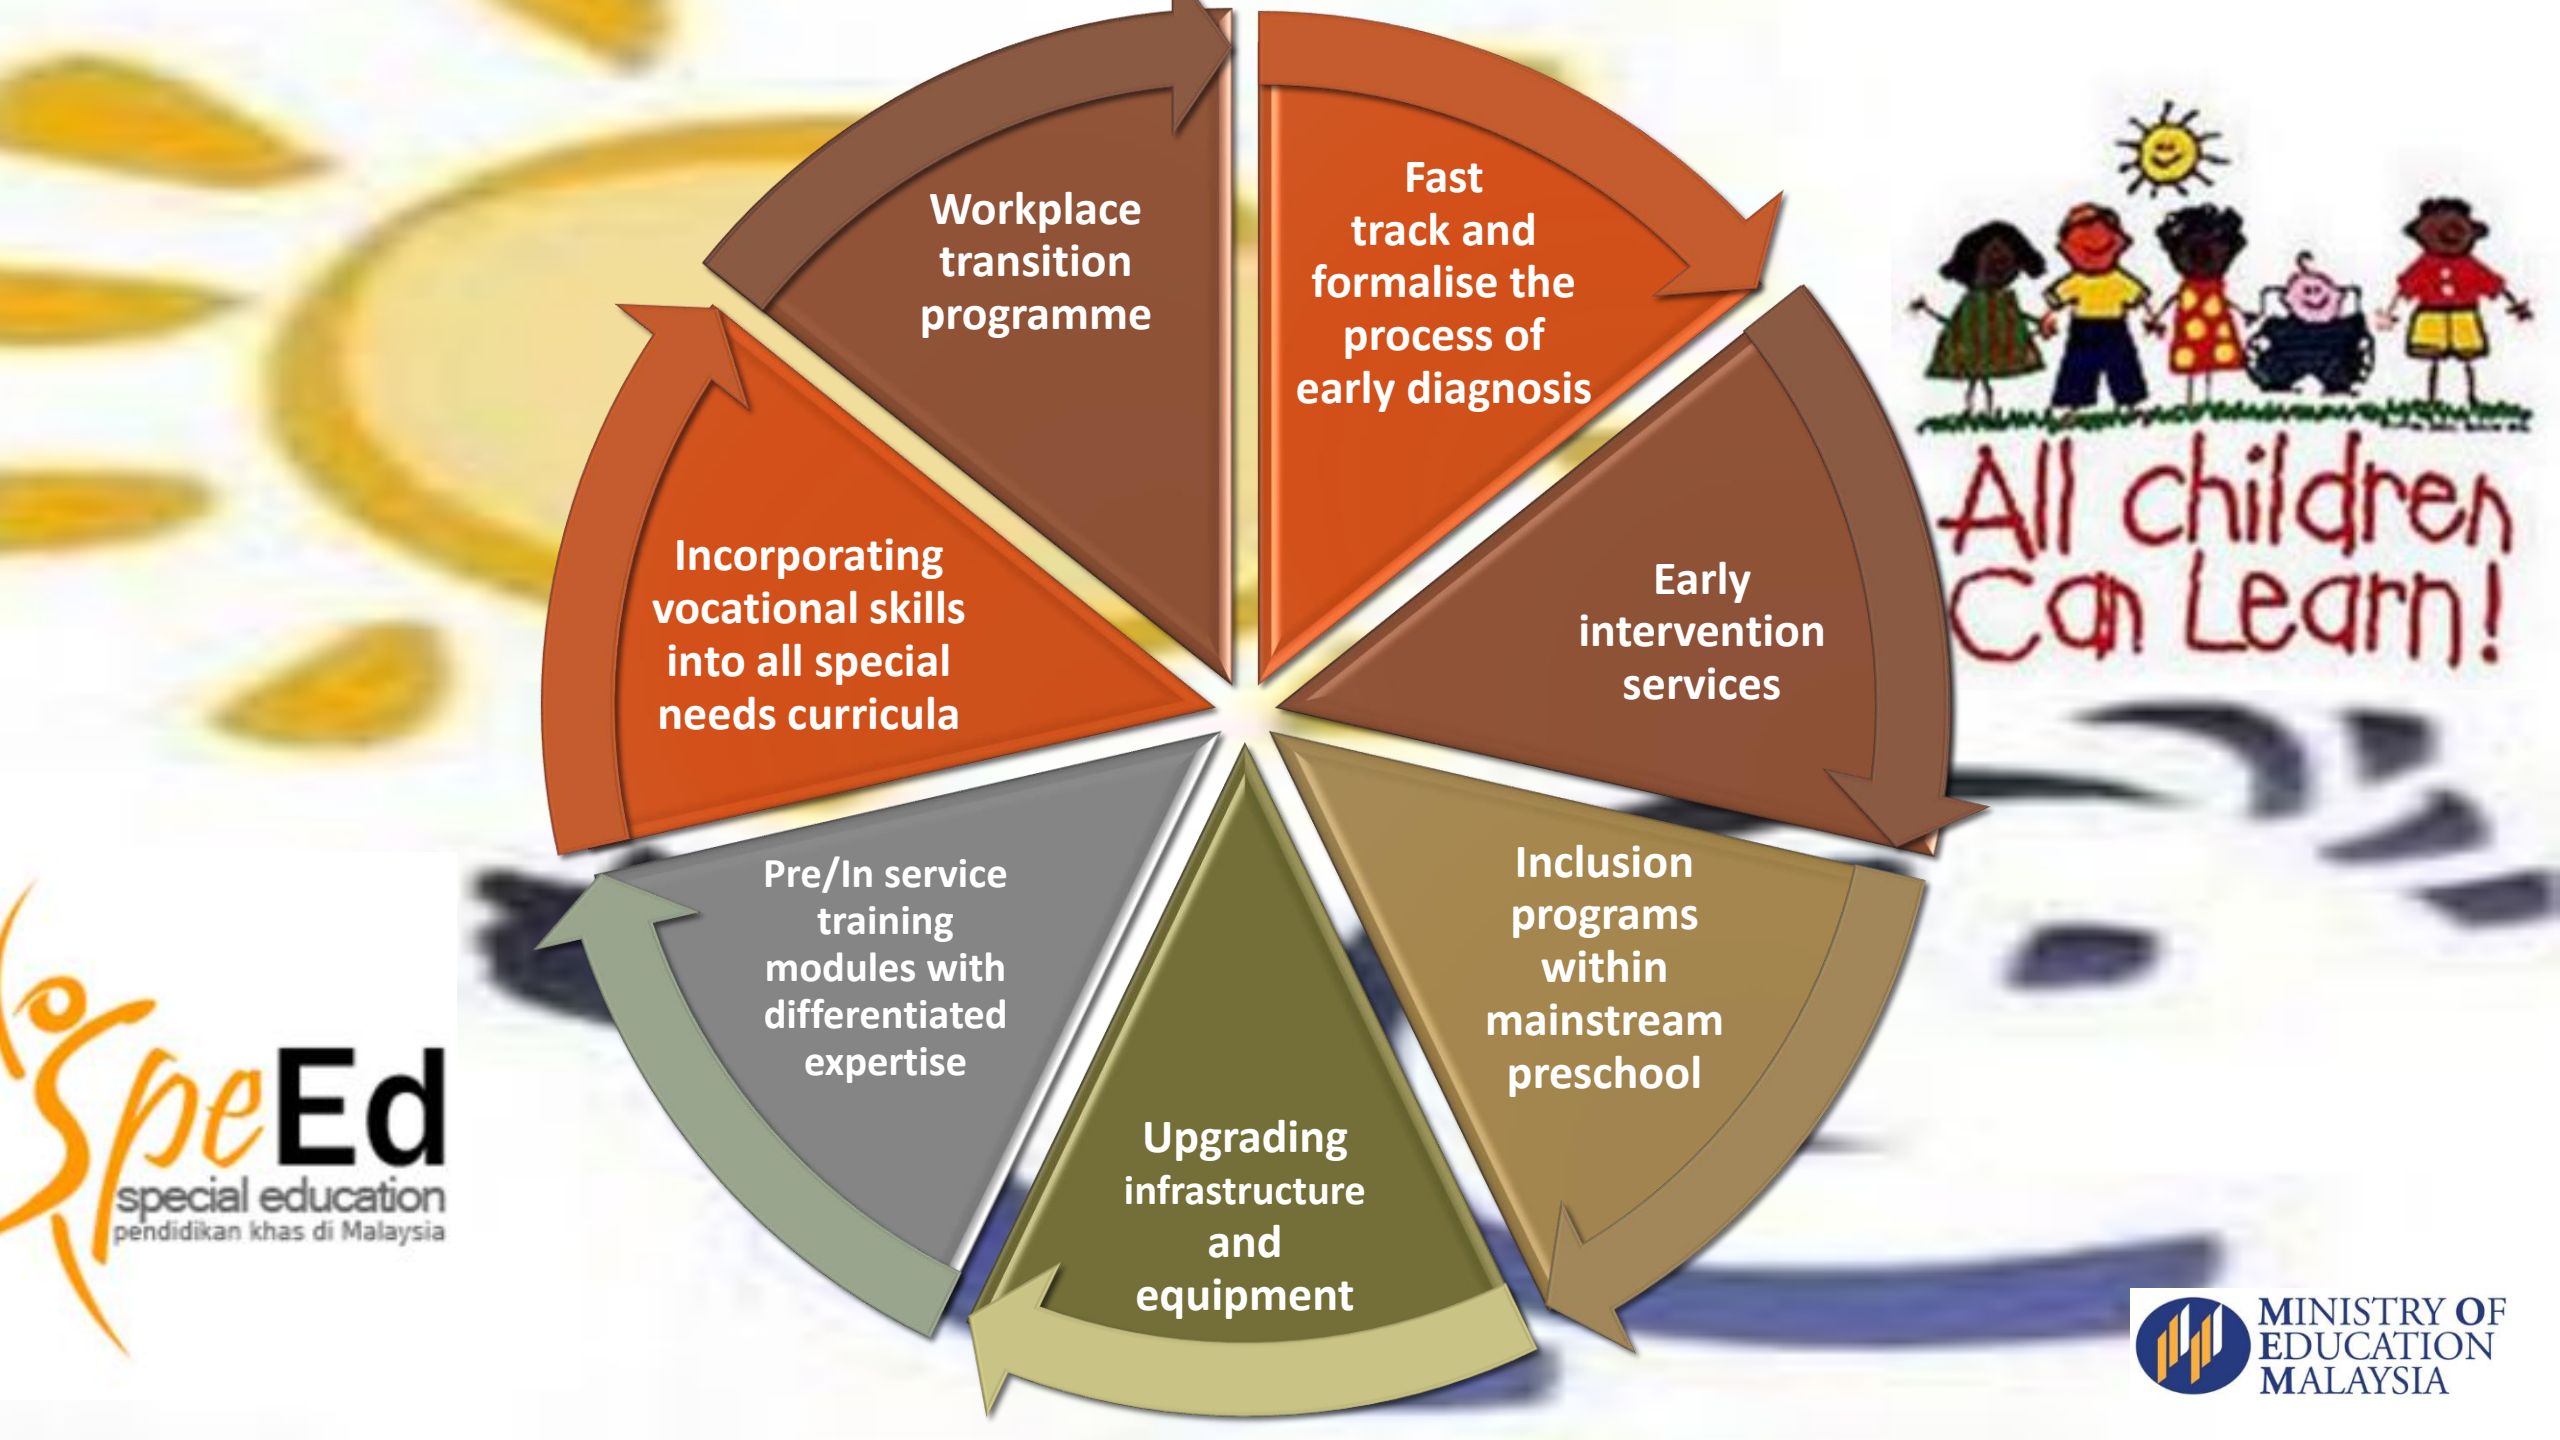 Workplace
transition
programme
Fast
track and
formalise the
process of
early diagnosis
Early
intervention
services
Inclusion
programs
within
mainstream
preschool
Upgrading
infrastructure
and
equipment
Pre/In service
training
modules with
differentiated
expertise
Incorporating
vocational skills
into all special
needs curricula
All children
Can Learn!
SpeEd
special education
pendidikan khas di Malaysia
MINISTRY OF
EDUCATION
MALAYSIA